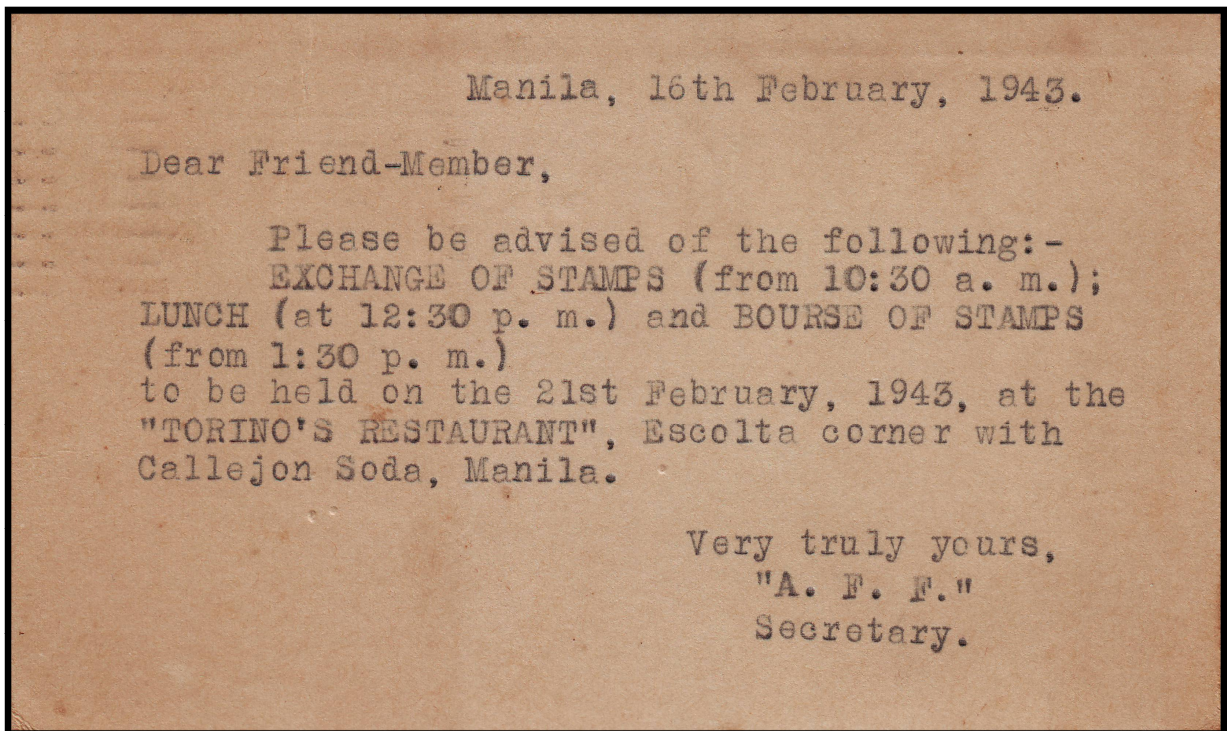 Manila, 16th February, 1943.
Dear Friend-Member,
Please be advised of the following:-
EXCHANGE OF STAMPS (from 10:30 a. m.);
LUNCH (at 12:30 p. m.) and BOURSE OF STAMPS
(from 1:30 p. m.)
to be held on the 21st February, 1943, at the
"TORINO'S RESTAURANT", Escolta corner with
Callejon Soda, Manila.
Very truly yours,
"A. F. F."
Secretary.